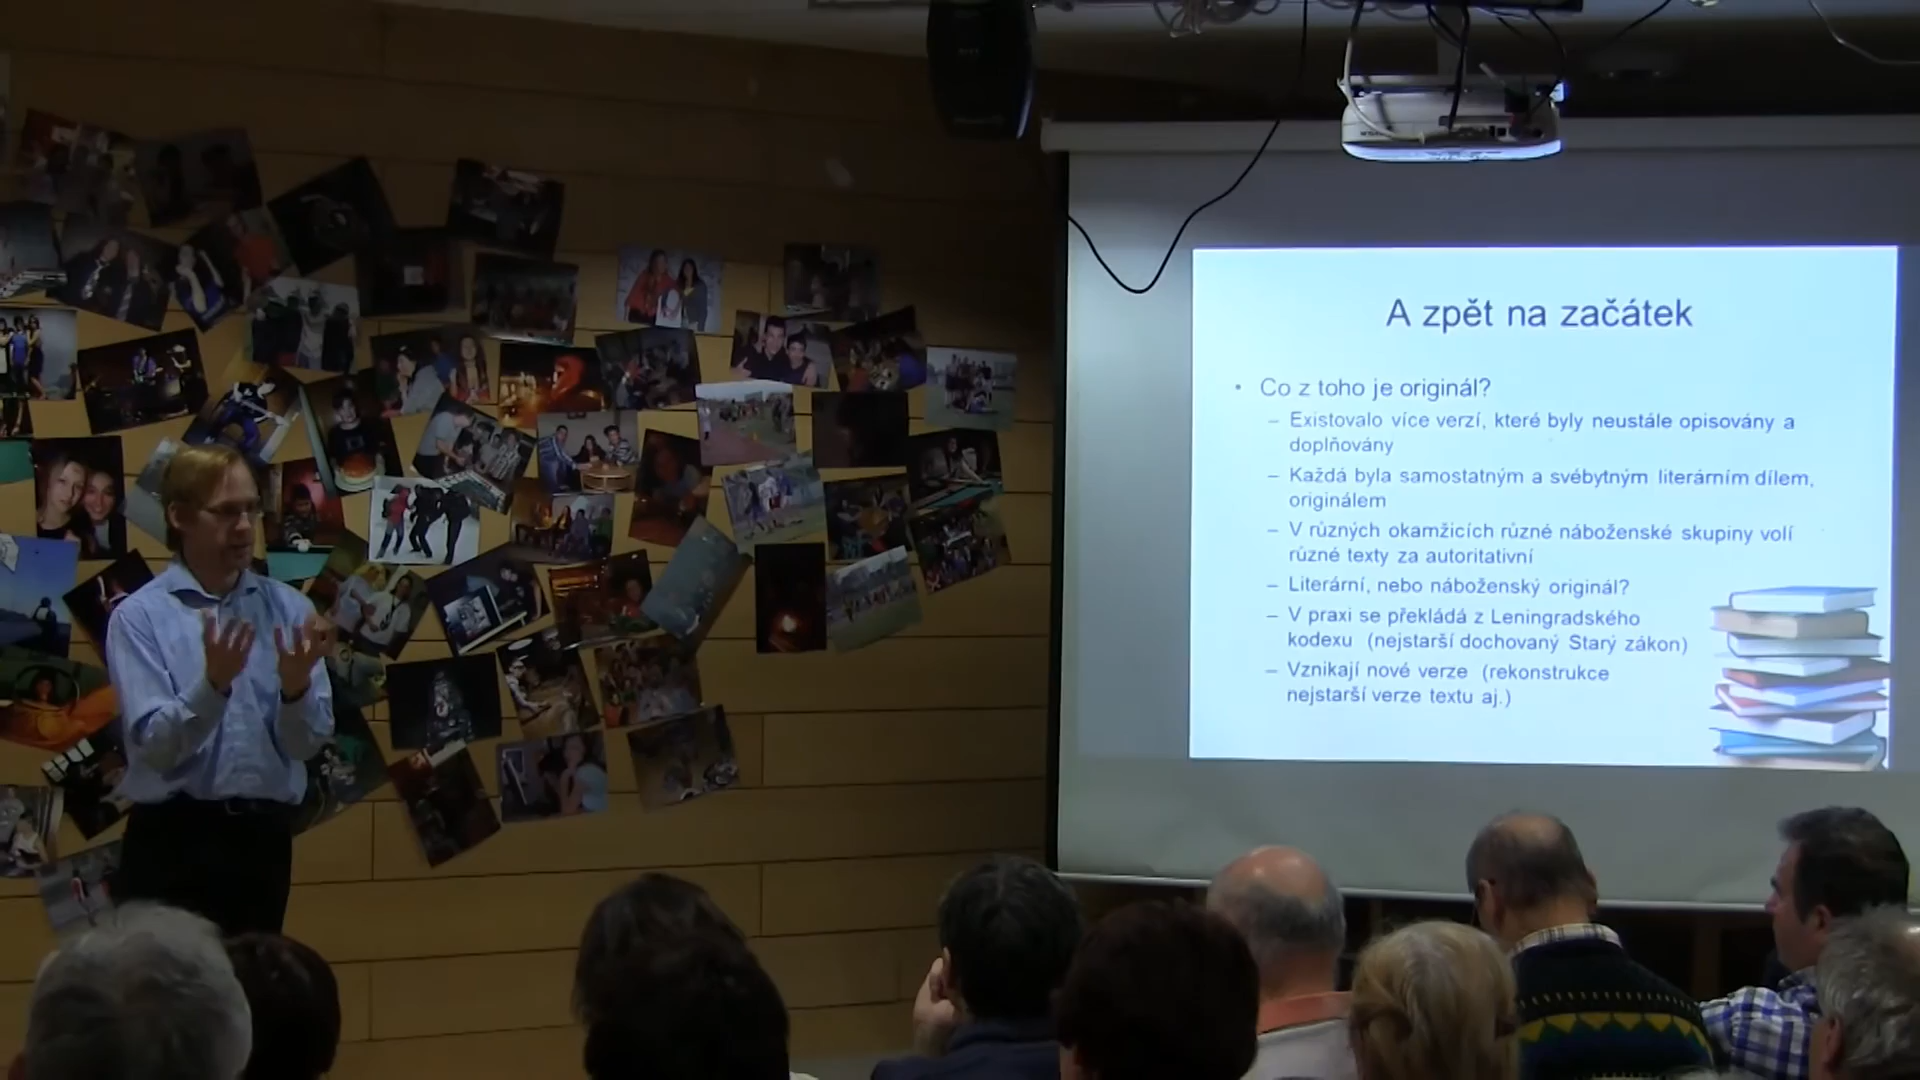 A zpět na začátek
• Co z toho je originál?
– Existovalo více verzí, které byly neustále opisovány a
doplňovány
– Každá byla samostatným a svébytným literárním dílem,
originálem
– V různých okamžicích různé náboženské skupiny volí
různé texty za autoritativní
– Literární, nebo náboženský originál?
– V praxi se překládá z Leningradského
kodexu (nejstarší dochovaný Starý zákon)
– Vznikají nové verze (rekonstrukce
nejstarší verze textu aj.)